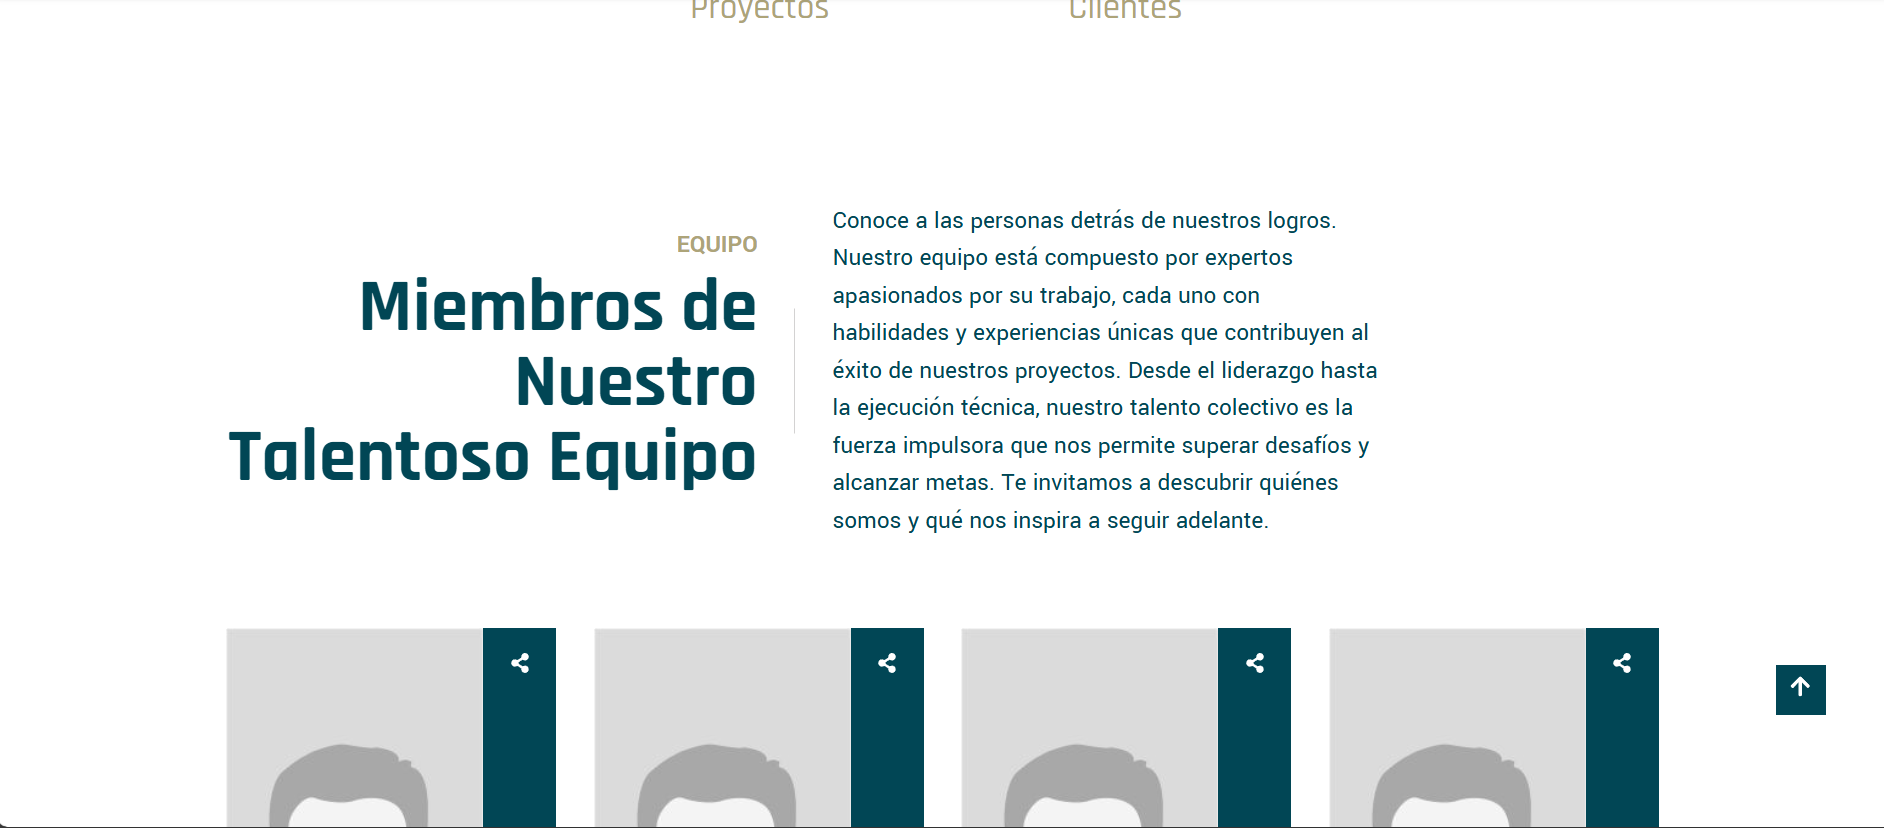 Proyectos
Clientes
EQUIPO
Miembros de
Nuestro
Talentoso Equipo
Conoce a las personas detrás de nuestros logros.
Nuestro equipo está compuesto por expertos
apasionados por su trabajo, cada uno con
habilidades y experiencias únicas que contribuyen al
éxito de nuestros proyectos. Desde el liderazgo hasta
la ejecución técnica, nuestro talento colectivo es la
fuerza impulsora que nos permite superar desafíos y
alcanzar metas. Te invitamos a descubrir quiénes
somos y qué nos inspira a seguir adelante.